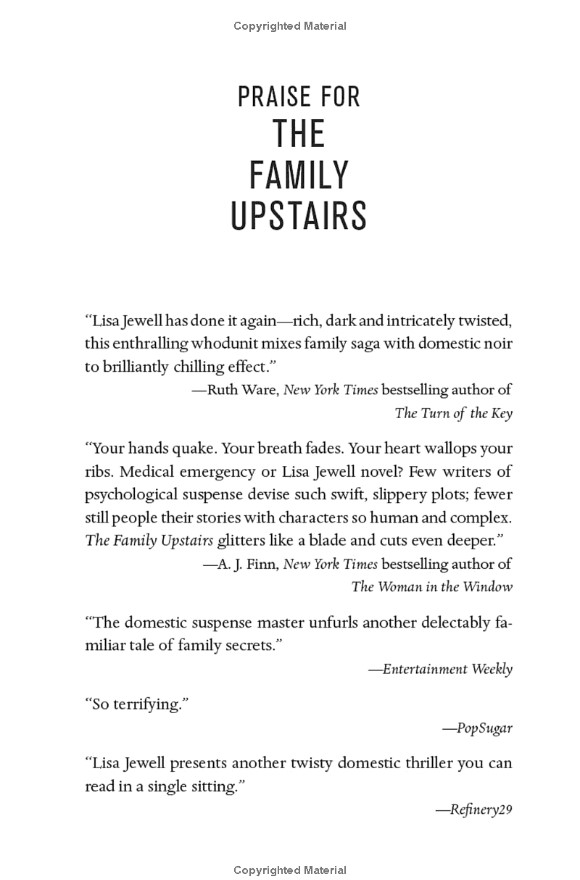 Copyrighted Material
PRAISE FOR
THE
FAMILY
UPSTAIRS
“Lisa Jewell has done it again—rich, dark and intricately twisted,
this enthralling whodunit mixes family saga with domestic noir
to brilliantly chilling effect.”
—Ruth Ware, New York Times bestselling author of
The Turn of the Key
“Your hands quake. Your breath fades. Your heart wallops your
ribs. Medical emergency or Lisa Jewell novel? Few writers of
psychological suspense devise such swift, slippery plots; fewer
still people their stories with characters so human and complex.
The Family Upstairs glitters like a blade and cuts even deeper.”
—A. J. Finn, New York Times bestselling author of
The Woman in the Window
“The domestic suspense master unfurls another delectably fa-
miliar tale of family secrets.”
—Entertainment Weekly
“So terrifying.”
—PopSugar
“Lisa Jewell presents another twisty domestic thriller you can
read in a single sitting.”
—Refinery29
Copyrighted Material